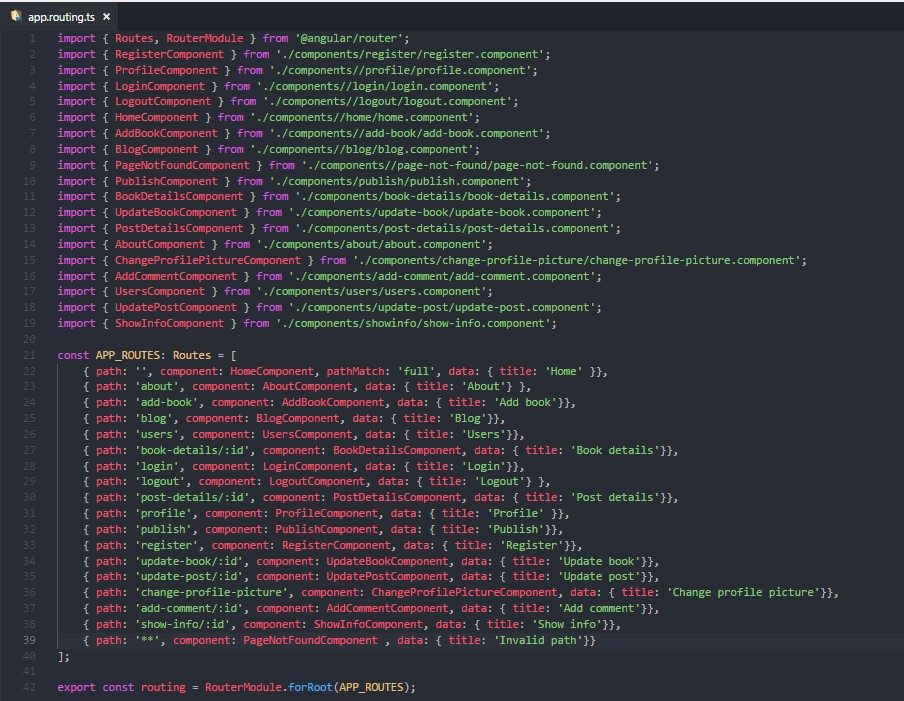 app.routing.ts ×
1 import { Routes, RouterModule } from '@angular/router';
2 import { RegisterComponent } from './components/register/register.component';
3 import { ProfileComponent } from './components//profile/profile.component';
4 import { LoginComponent } from './components//login/login.component';
5 import { LogoutComponent } from './components//logout/logout.component';
6 import { HomeComponent } from './components//home/home.component';
7 import { AddBookComponent } from './components//add-book/add-book.component';
8 import { BlogComponent } from './components//blog/blog.component';
9 import { PageNotFoundComponent } from './components//page-not-found/page-not-found.component';
10 import { PublishComponent } from './components/publish/publish.component';
11 import { BookDetailsComponent } from './components/book-details/book-details.component';
12 import { UpdateBookComponent } from './components/update-book/update-book.component';
13 import { PostDetailsComponent } from './components/post-details/post-details.component';
14 import { AboutComponent } from './components/about/about.component';
15 import { ChangeProfilePictureComponent } from './components/change-profile-picture/change-profile-picture.component';
16 import { AddCommentComponent } from './components/add-comment/add-comment.component';
17 import { UsersComponent } from './components/users/users.component';
18 import { UpdatePostComponent } from './components/update-post/update-post.component';
19 import { ShowInfoComponent } from './components/showinfo/show-info.component';
20
21 const APP_ROUTES: Routes = [
22 { path: '', component: HomeComponent, pathMatch: 'full', data: { title: 'Home' }},
23 { path: 'about', component: AboutComponent, data: { title: 'About'} },
24 { path: 'add-book', component: AddBookComponent, data: { title: 'Add book'}},
25 { path: 'blog', component: BlogComponent, data: { title: 'Blog'}},
26 { path: 'users', component: UsersComponent, data: { title: 'Users'}},
27 { path: 'book-details/:id', component: BookDetailsComponent, data: { title: 'Book details'}},
28 { path: 'login', component: LoginComponent, data: { title: 'Login'}},
29 { path: 'logout', component: LogoutComponent, data: { title: 'Logout'} },
30 { path: 'post-details/:id', component: PostDetailsComponent, data: { title: 'Post details'}},
31 { path: 'profile', component: ProfileComponent, data: { title: 'Profile' }},
32 { path: 'publish', component: PublishComponent, data: { title: 'Publish'}},
33 { path: 'register', component: RegisterComponent, data: { title: 'Register'}},
34 { path: 'update-book/:id', component: UpdateBookComponent, data: { title: 'Update book'}},
35 { path: 'update-post/:id', component: UpdatePostComponent, data: { title: 'Update post'}},
36 { path: 'change-profile-picture', component: ChangeProfilePictureComponent, data: { title: 'Change profile picture'}},
37 { path: 'add-comment/:id', component: AddCommentComponent, data: { title: 'Add comment'}},
38 { path: 'show-info/:id', component: ShowInfoComponent, data: { title: 'Show info'}},
39 { path: '**', component: PageNotFoundComponent , data: { title: 'Invalid path'}}
40 ];
41
42 export const routing = RouterModule.forRoot(APP_ROUTES);